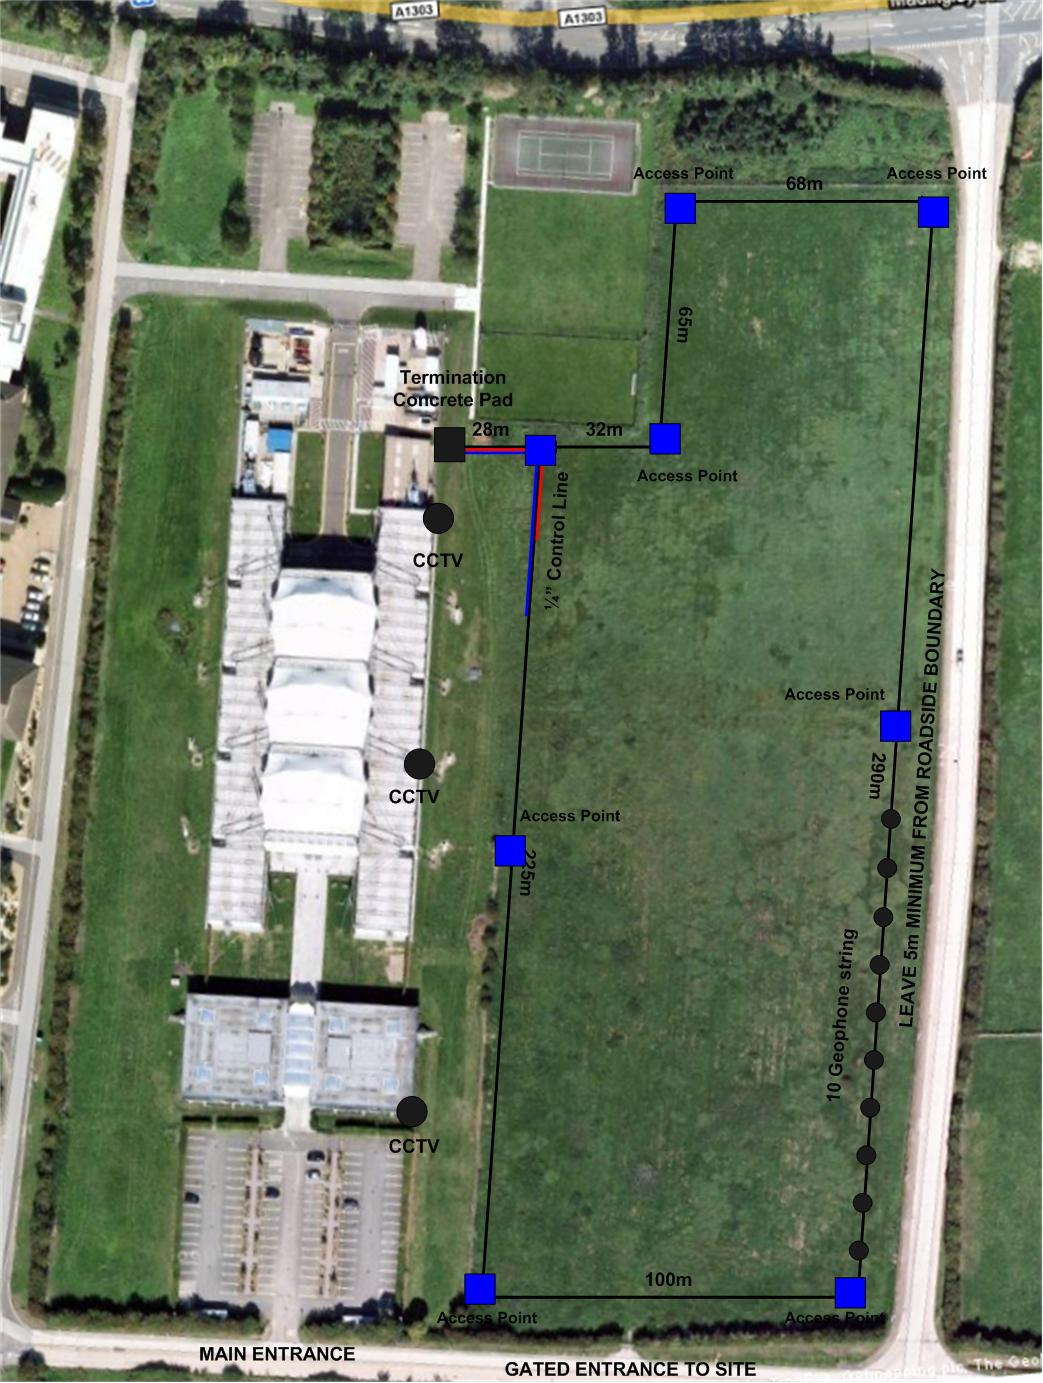 A1303
A1303
Access Point
68m
Access Point
65m
Termination
Concrete Pad
28m
32m
Access Point
¼” Control Line
CCTV
LEAVE 5m MINIMUM FROM ROADSIDE BOUNDARY
Access Point
290m
CCTV
Access Point
225m
10 Geophone string
CCTV
100m
Access Point
Access Point
MAIN ENTRANCE
GATED ENTRANCE TO SITE